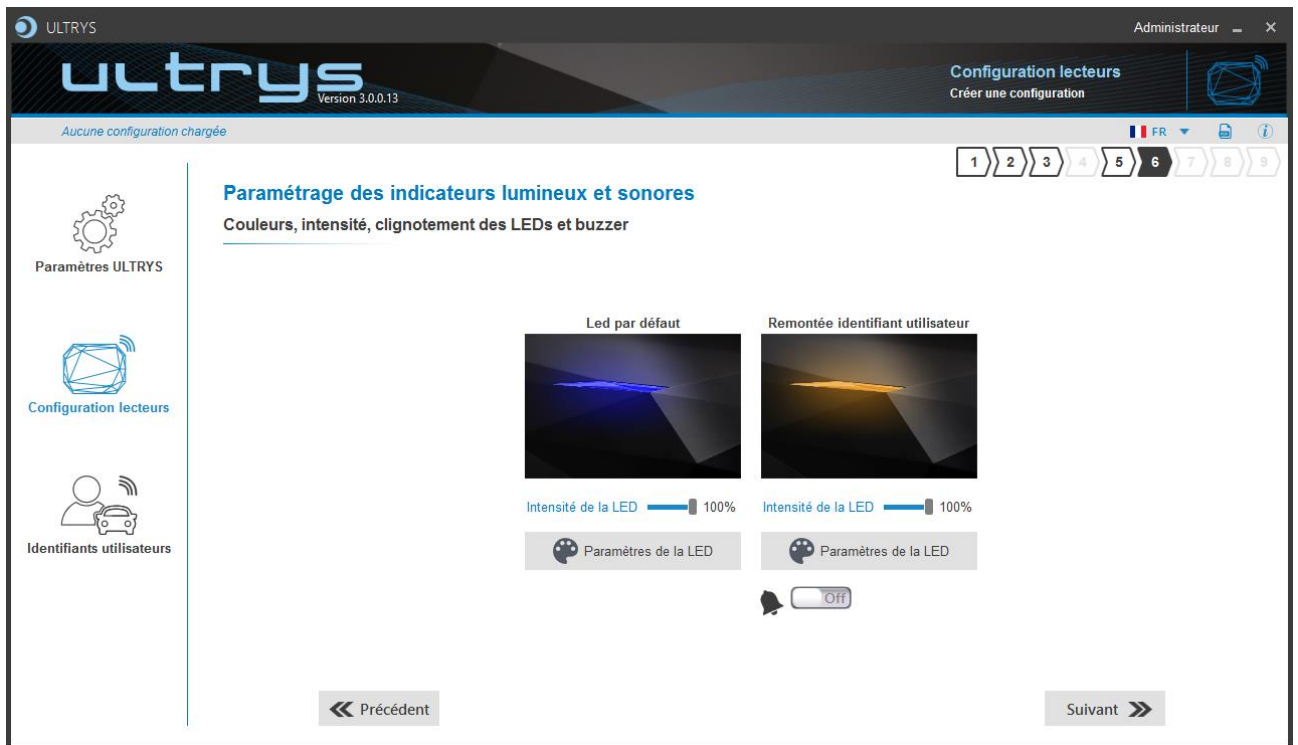 ULTRYS
Administrateur
ultrys
Version 3.0.0.13
Configuration lecteurs
Créer une configuration
Aucune configuration chargée
FR
1 2 3 4 5 6 7 8 9
Paramétrage des indicateurs lumineux et sonores
Couleurs, intensité, clignotement des LEDs et buzzer
Paramètres ULTRYS
Configuration lecteurs
Identifiants utilisateurs
Led par défaut
Remontée identifiant utilisateur
Intensité de la LED 100%
Intensité de la LED 100%
Paramètres de la LED
Paramètres de la LED
Off
Précédent
Suivant